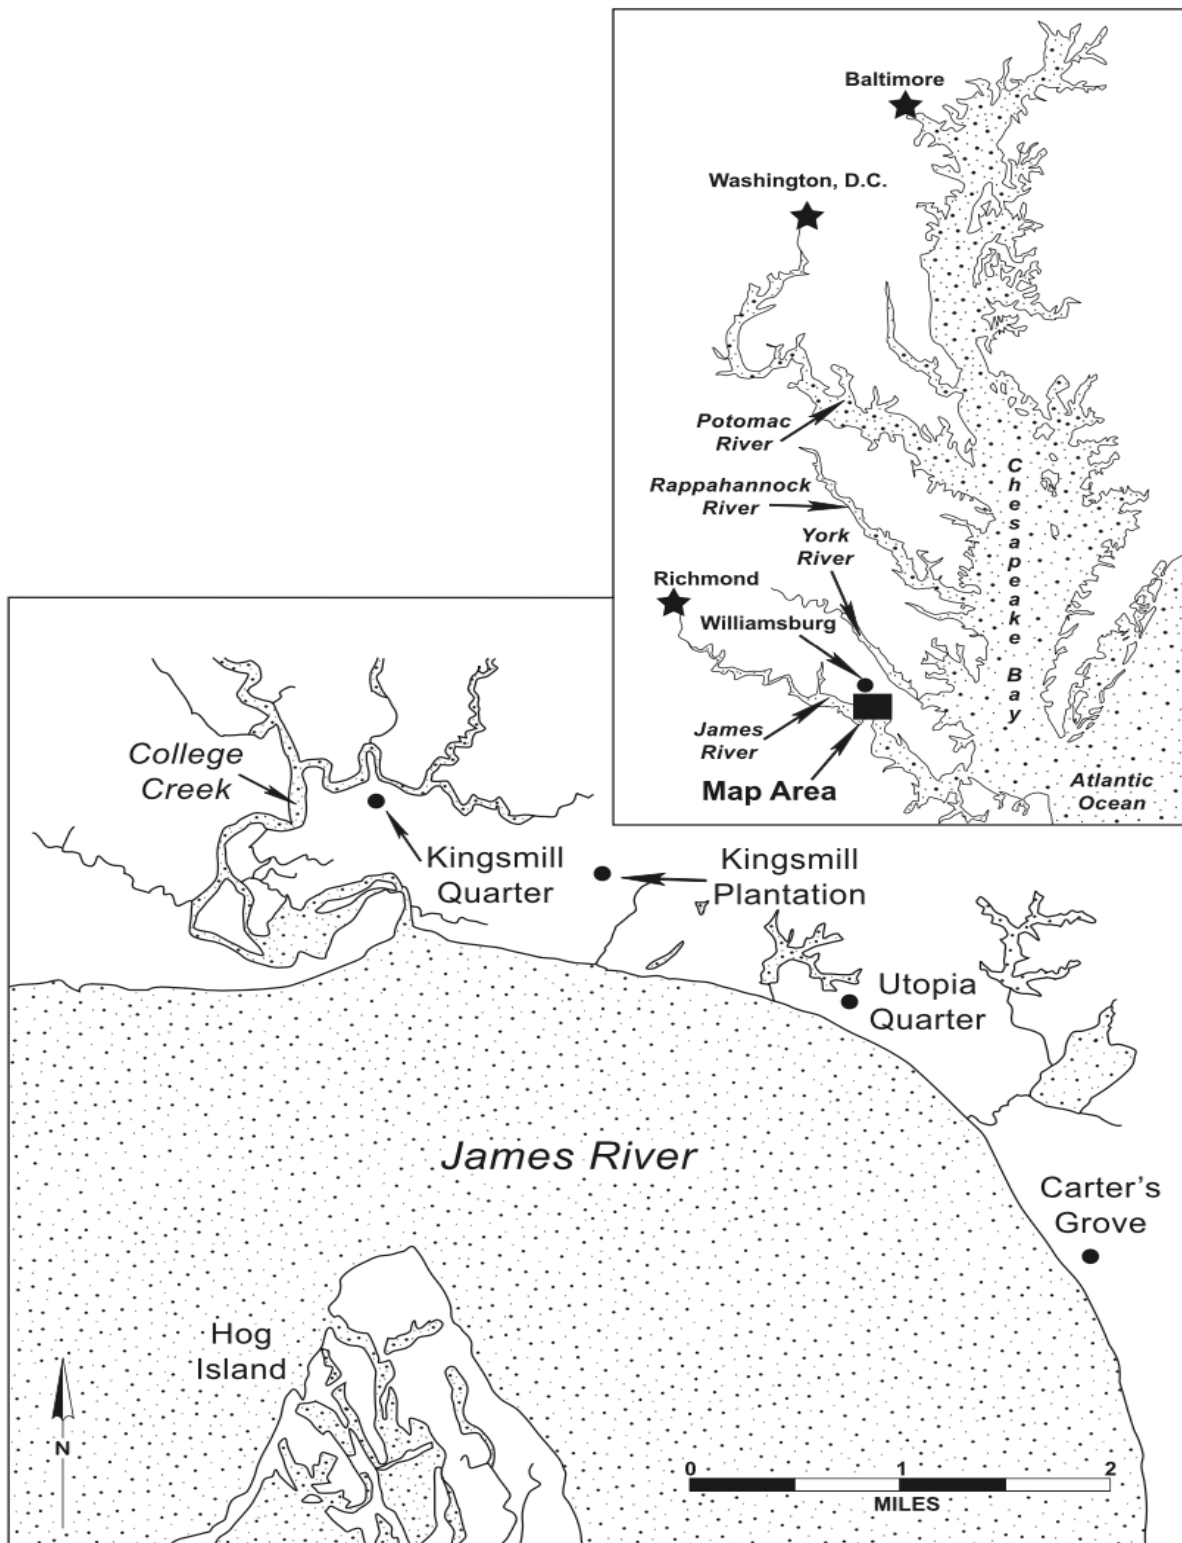 Baltimore
Washington, D.C.
Potomac
River
Rappahannock
River
York
River
Richmond
Williamsburg
James
River
Map Area
Chesapeake Bay
Atlantic
Ocean
College
Creek
Kingsmill
Quarter
Kingsmill
Plantation
Utopia
Quarter
James River
Carter's
Grove
Hog
Island
N
0 1 2
MILES